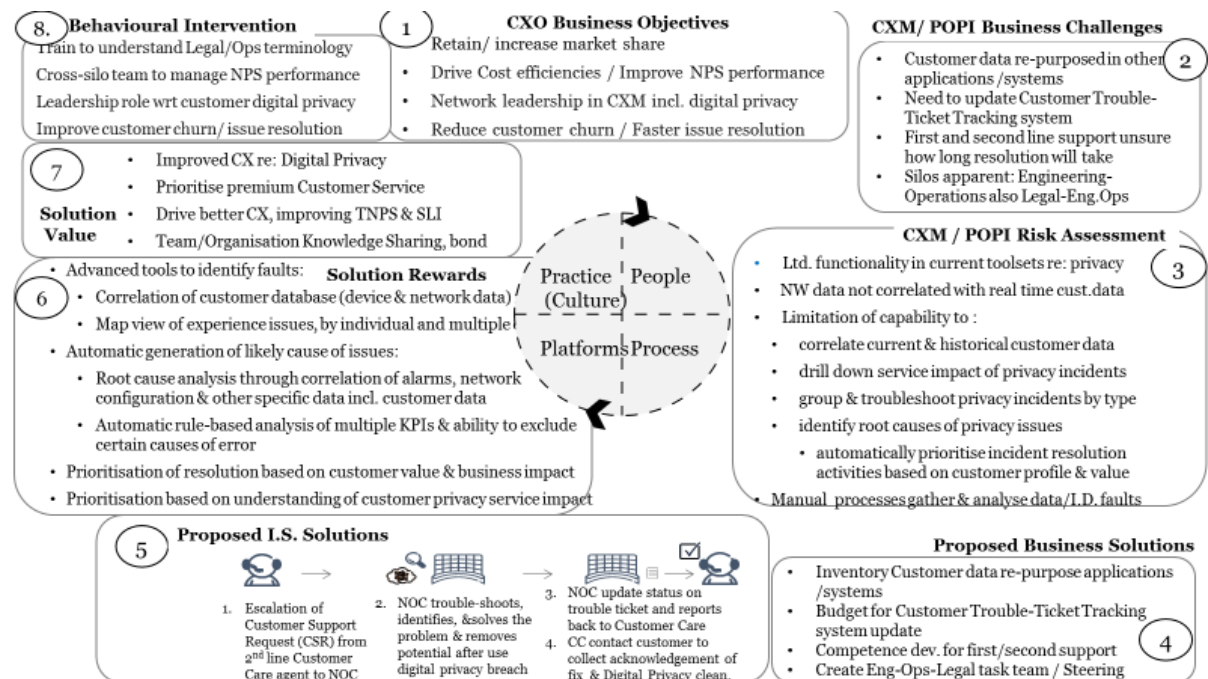 8.
Behavioural Intervention
Train to understand Legal/Ops terminology
Cross-silo team to manage NPS performance
Leadership role wrt customer digital privacy
Improve customer churn/ issue resolution
1
CXO Business Objectives
Retain/ increase market share
• Drive Cost efficiencies / Improve NPS performance
• Network leadership in CXM incl. digital privacy
• Reduce customer churn / Faster issue resolution
CXM/ POPI Business Challenges
2
• Customer data re-purposed in other
applications /systems
• Need to update Customer Trouble-
Ticket Tracking system
• First and second line support unsure
how long resolution will take
• Silos apparent: Engineering-
Operations also Legal-Eng.Ops
7
Solution
Value
• Improved CX re: Digital Privacy
• Prioritise premium Customer Service
• Drive better CX, improving TNPS & SLI
• Team/Organisation Knowledge Sharing, bond
Practice
(Culture)
People
Platforms
Process
CXM / POPI Risk Assessment
3
• Ltd. functionality in current toolsets re: privacy
• NW data not correlated with real time cust.data
• Limitation of capability to :
• correlate current & historical customer data
• drill down service impact of privacy incidents
• group & troubleshoot privacy incidents by type
• identify root causes of privacy issues
• automatically prioritise incident resolution
activities based on customer profile & value
• Manual processes gather & analyse data/I.D. faults
6
Solution Rewards
• Advanced tools to identify faults:
• Correlation of customer database (device & network data)
• Map view of experience issues, by individual and multiple
• Automatic generation of likely cause of issues:
• Root cause analysis through correlation of alarms, network
configuration & other specific data incl. customer data
• Automatic rule-based analysis of multiple KPIs & ability to exclude
certain causes of error
• Prioritisation of resolution based on customer value & business impact
• Prioritisation based on understanding of customer privacy service impact
5
Proposed I.S. Solutions
1. Escalation of
Customer Support
Request (CSR) from
2nd line Customer
Care agent to NOC
2. NOC trouble-shoots,
identifies, &solves the
problem & removes
potential after use
digital privacy breach
3. NOC update status on
trouble ticket and reports
back to Customer Care
4. CC contact customer to
collect acknowledgement of
fix & Digital Privacy clean.
Proposed Business Solutions
4
• Inventory Customer data re-purpose applications
/systems
• Budget for Customer Trouble-Ticket Tracking
system update
• Competence dev. for first/second support
• Create Eng-Ops-Legal task team / Steering